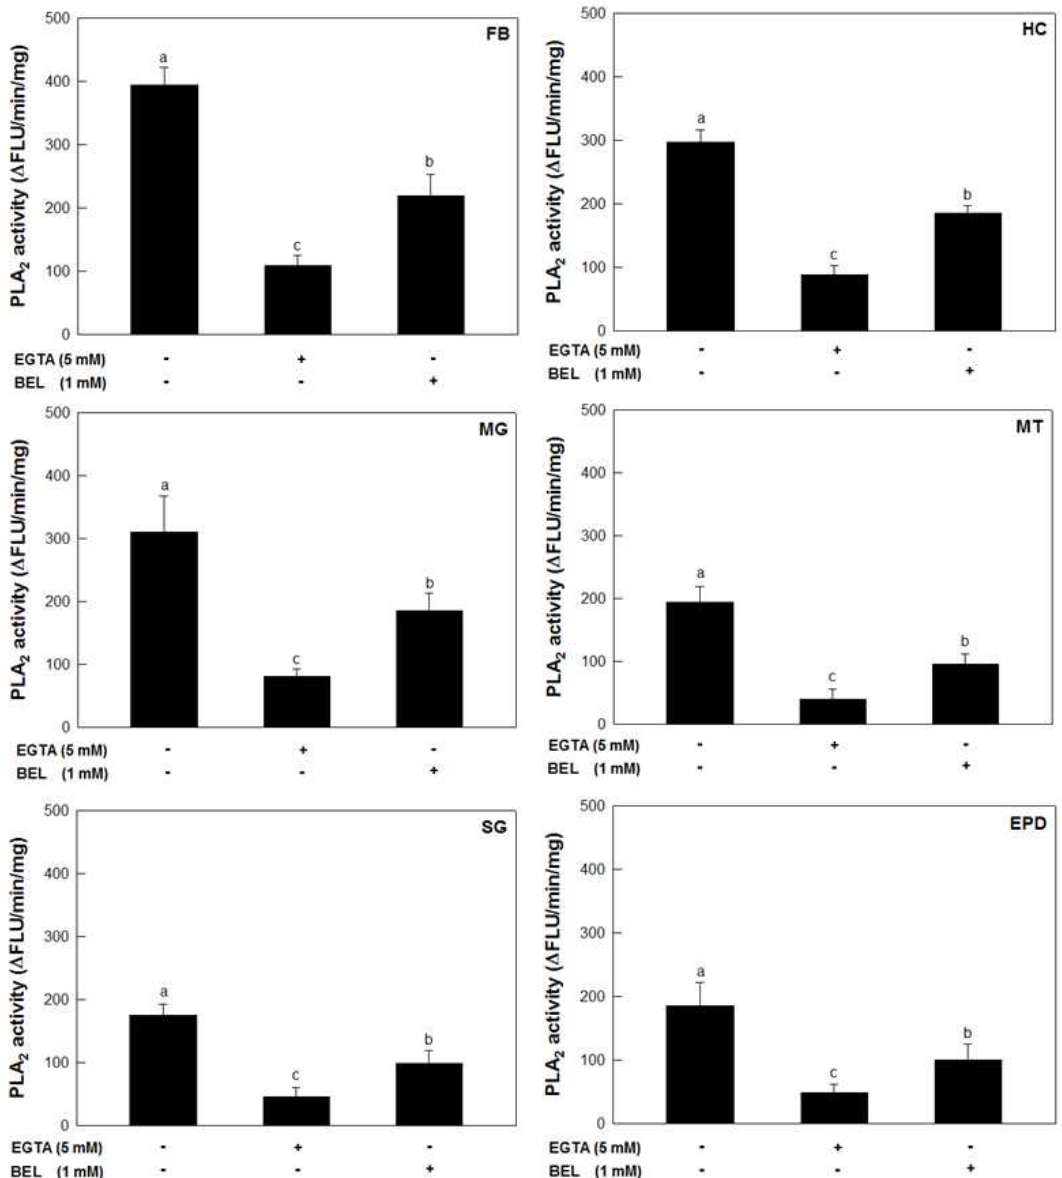 FB
PLA₂ activity (ΔFLU/min/mg)
500
400
300
200
100
0
a
c
b
EGTA (5 mM) - + -
BEL (1 mM) - - +
HC
PLA₂ activity (ΔFLU/min/mg)
500
400
300
200
100
0
a
c
b
EGTA (5 mM) - + -
BEL (1 mM) - - +
MG
PLA₂ activity (ΔFLU/min/mg)
500
400
300
200
100
0
a
c
b
EGTA (5 mM) - + -
BEL (1 mM) - - +
MT
PLA₂ activity (ΔFLU/min/mg)
500
400
300
200
100
0
a
c
b
EGTA (5 mM) - + -
BEL (1 mM) - - +
SG
PLA₂ activity (ΔFLU/min/mg)
500
400
300
200
100
0
a
c
b
EGTA (5 mM) - + -
BEL (1 mM) - - +
EPD
PLA₂ activity (ΔFLU/min/mg)
500
400
300
200
100
0
a
c
b
EGTA (5 mM) - + -
BEL (1 mM) - - +